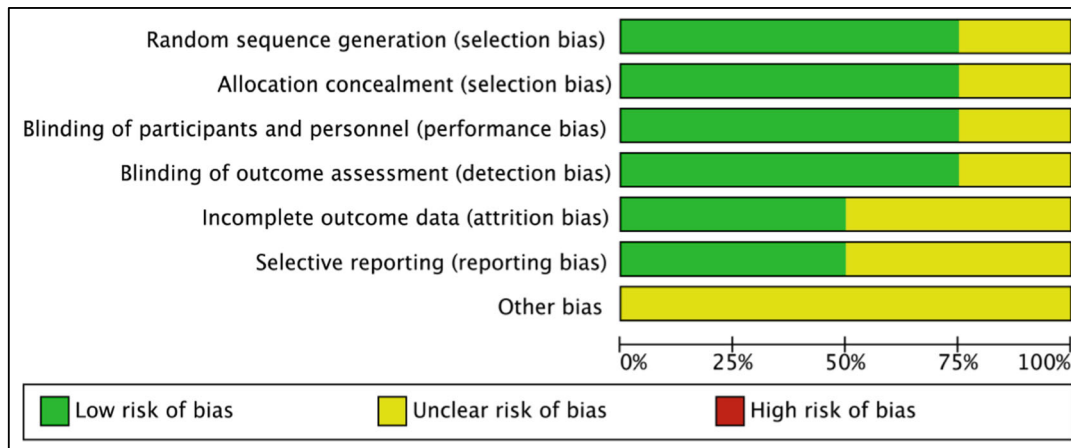 Random sequence generation (selection bias)
Allocation concealment (selection bias)
Blinding of participants and personnel (performance bias)
Blinding of outcome assessment (detection bias)
Incomplete outcome data (attrition bias)
Selective reporting (reporting bias)
Other bias
0% 25% 50% 75% 100%
Low risk of bias Unclear risk of bias High risk of bias